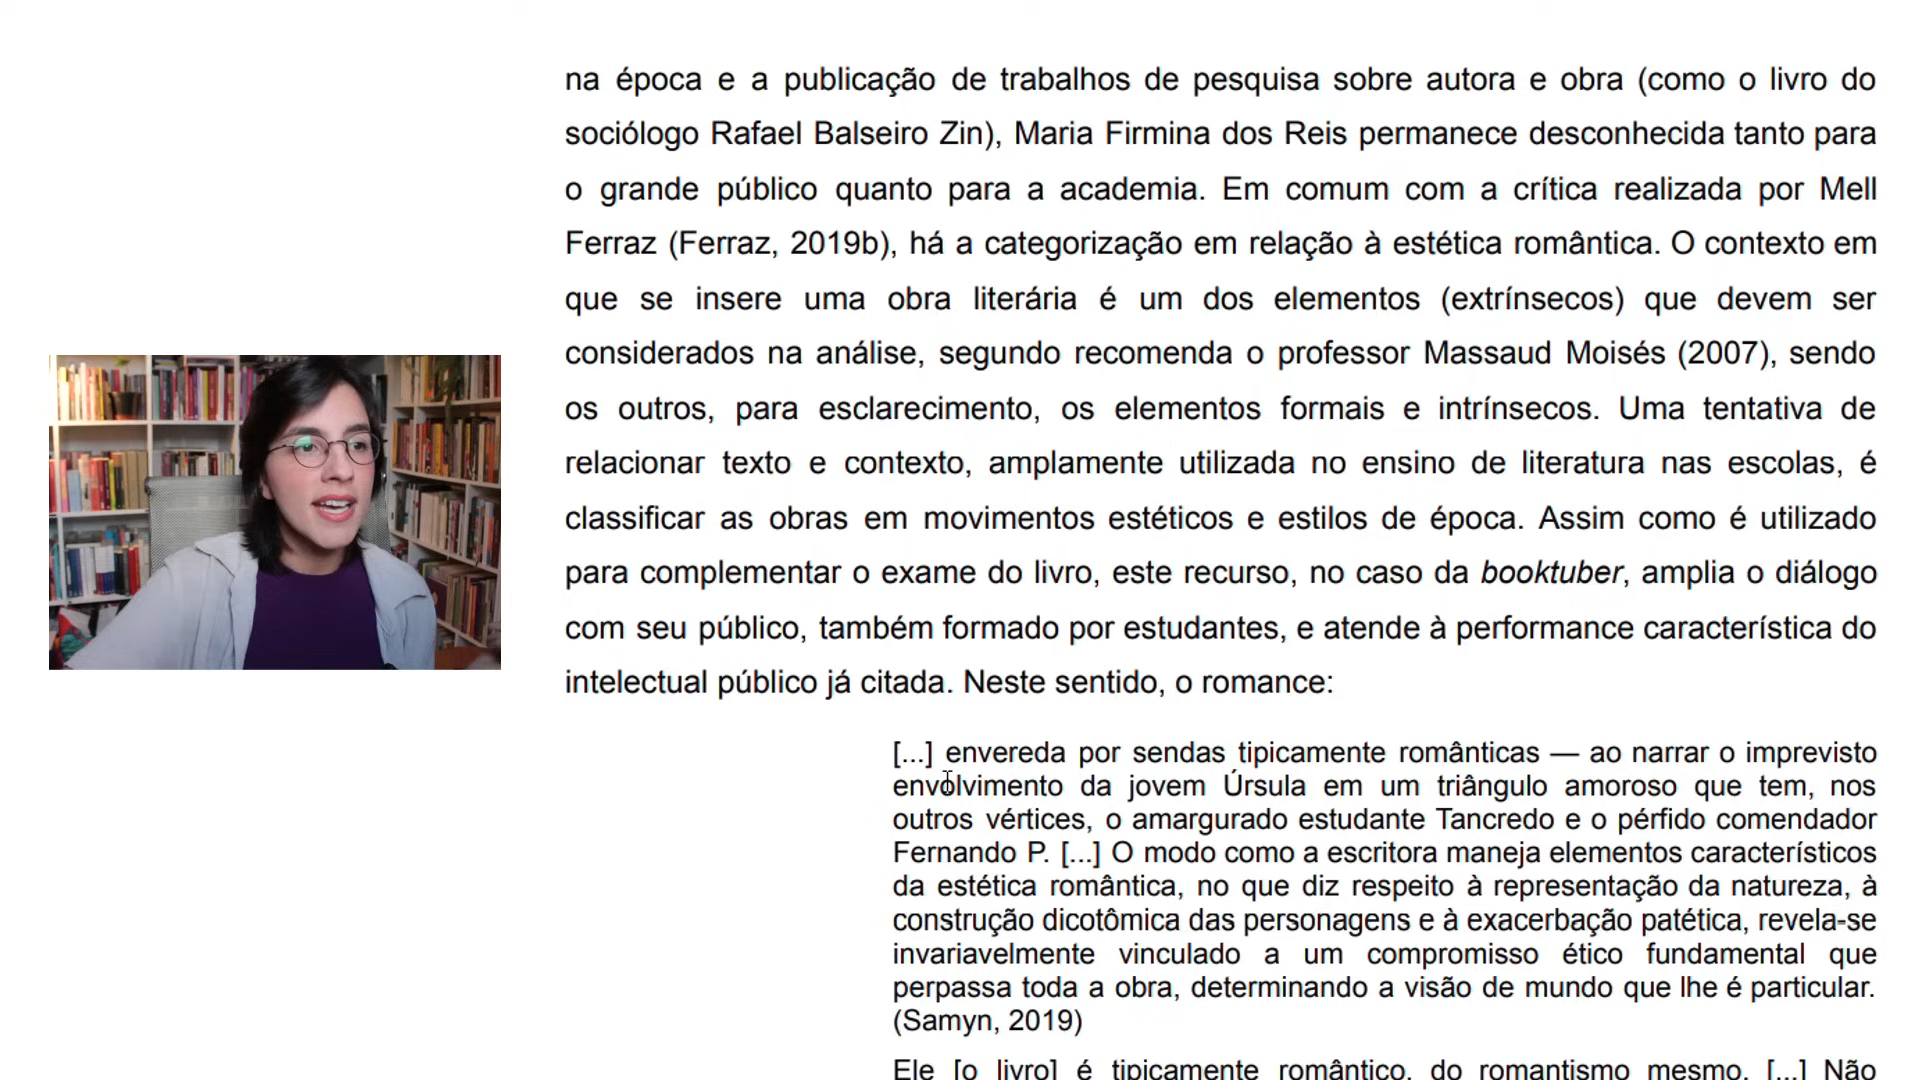 na época e a publicação de trabalhos de pesquisa sobre autora e obra (como o livro do
sociólogo Rafael Balseiro Zin), Maria Firmina dos Reis permanece desconhecida tanto para
o grande público quanto para a academia. Em comum com a crítica realizada por Mell
Ferraz (Ferraz, 2019b), há a categorização em relação à estética romântica. O contexto em
que se insere uma obra literária é um dos elementos (extrínsecos) que devem ser
considerados na análise, segundo recomenda o professor Massaud Moisés (2007), sendo
os outros, para esclarecimento, os elementos formais e intrínsecos. Uma tentativa de
relacionar texto e contexto, amplamente utilizada no ensino de literatura nas escolas, é
classificar as obras em movimentos estéticos e estilos de época. Assim como é utilizado
para complementar o exame do livro, este recurso, no caso da booktuber, amplia o diálogo
com seu público, também formado por estudantes, e atende à performance característica do
intelectual público já citada. Neste sentido, o romance:
[...] envereda por sendas tipicamente românticas — ao narrar o imprevisto
envolvimento da jovem Úrsula em um triângulo amoroso que tem, nos
outros vértices, o amargurado estudante Tancredo e o pérfido comendador
Fernando P. [...] O modo como a escritora maneja elementos característicos
da estética romântica, no que diz respeito à representação da natureza, à
construção dicotômica das personagens e à exacerbação patética, revela-se
invariavelmente vinculado a um compromisso ético fundamental que
perpassa toda a obra, determinando a visão de mundo que lhe é particular.
(Samyn, 2019)
Ele [o livro] é tipicamente romântico, do romantismo mesmo. [...] Não